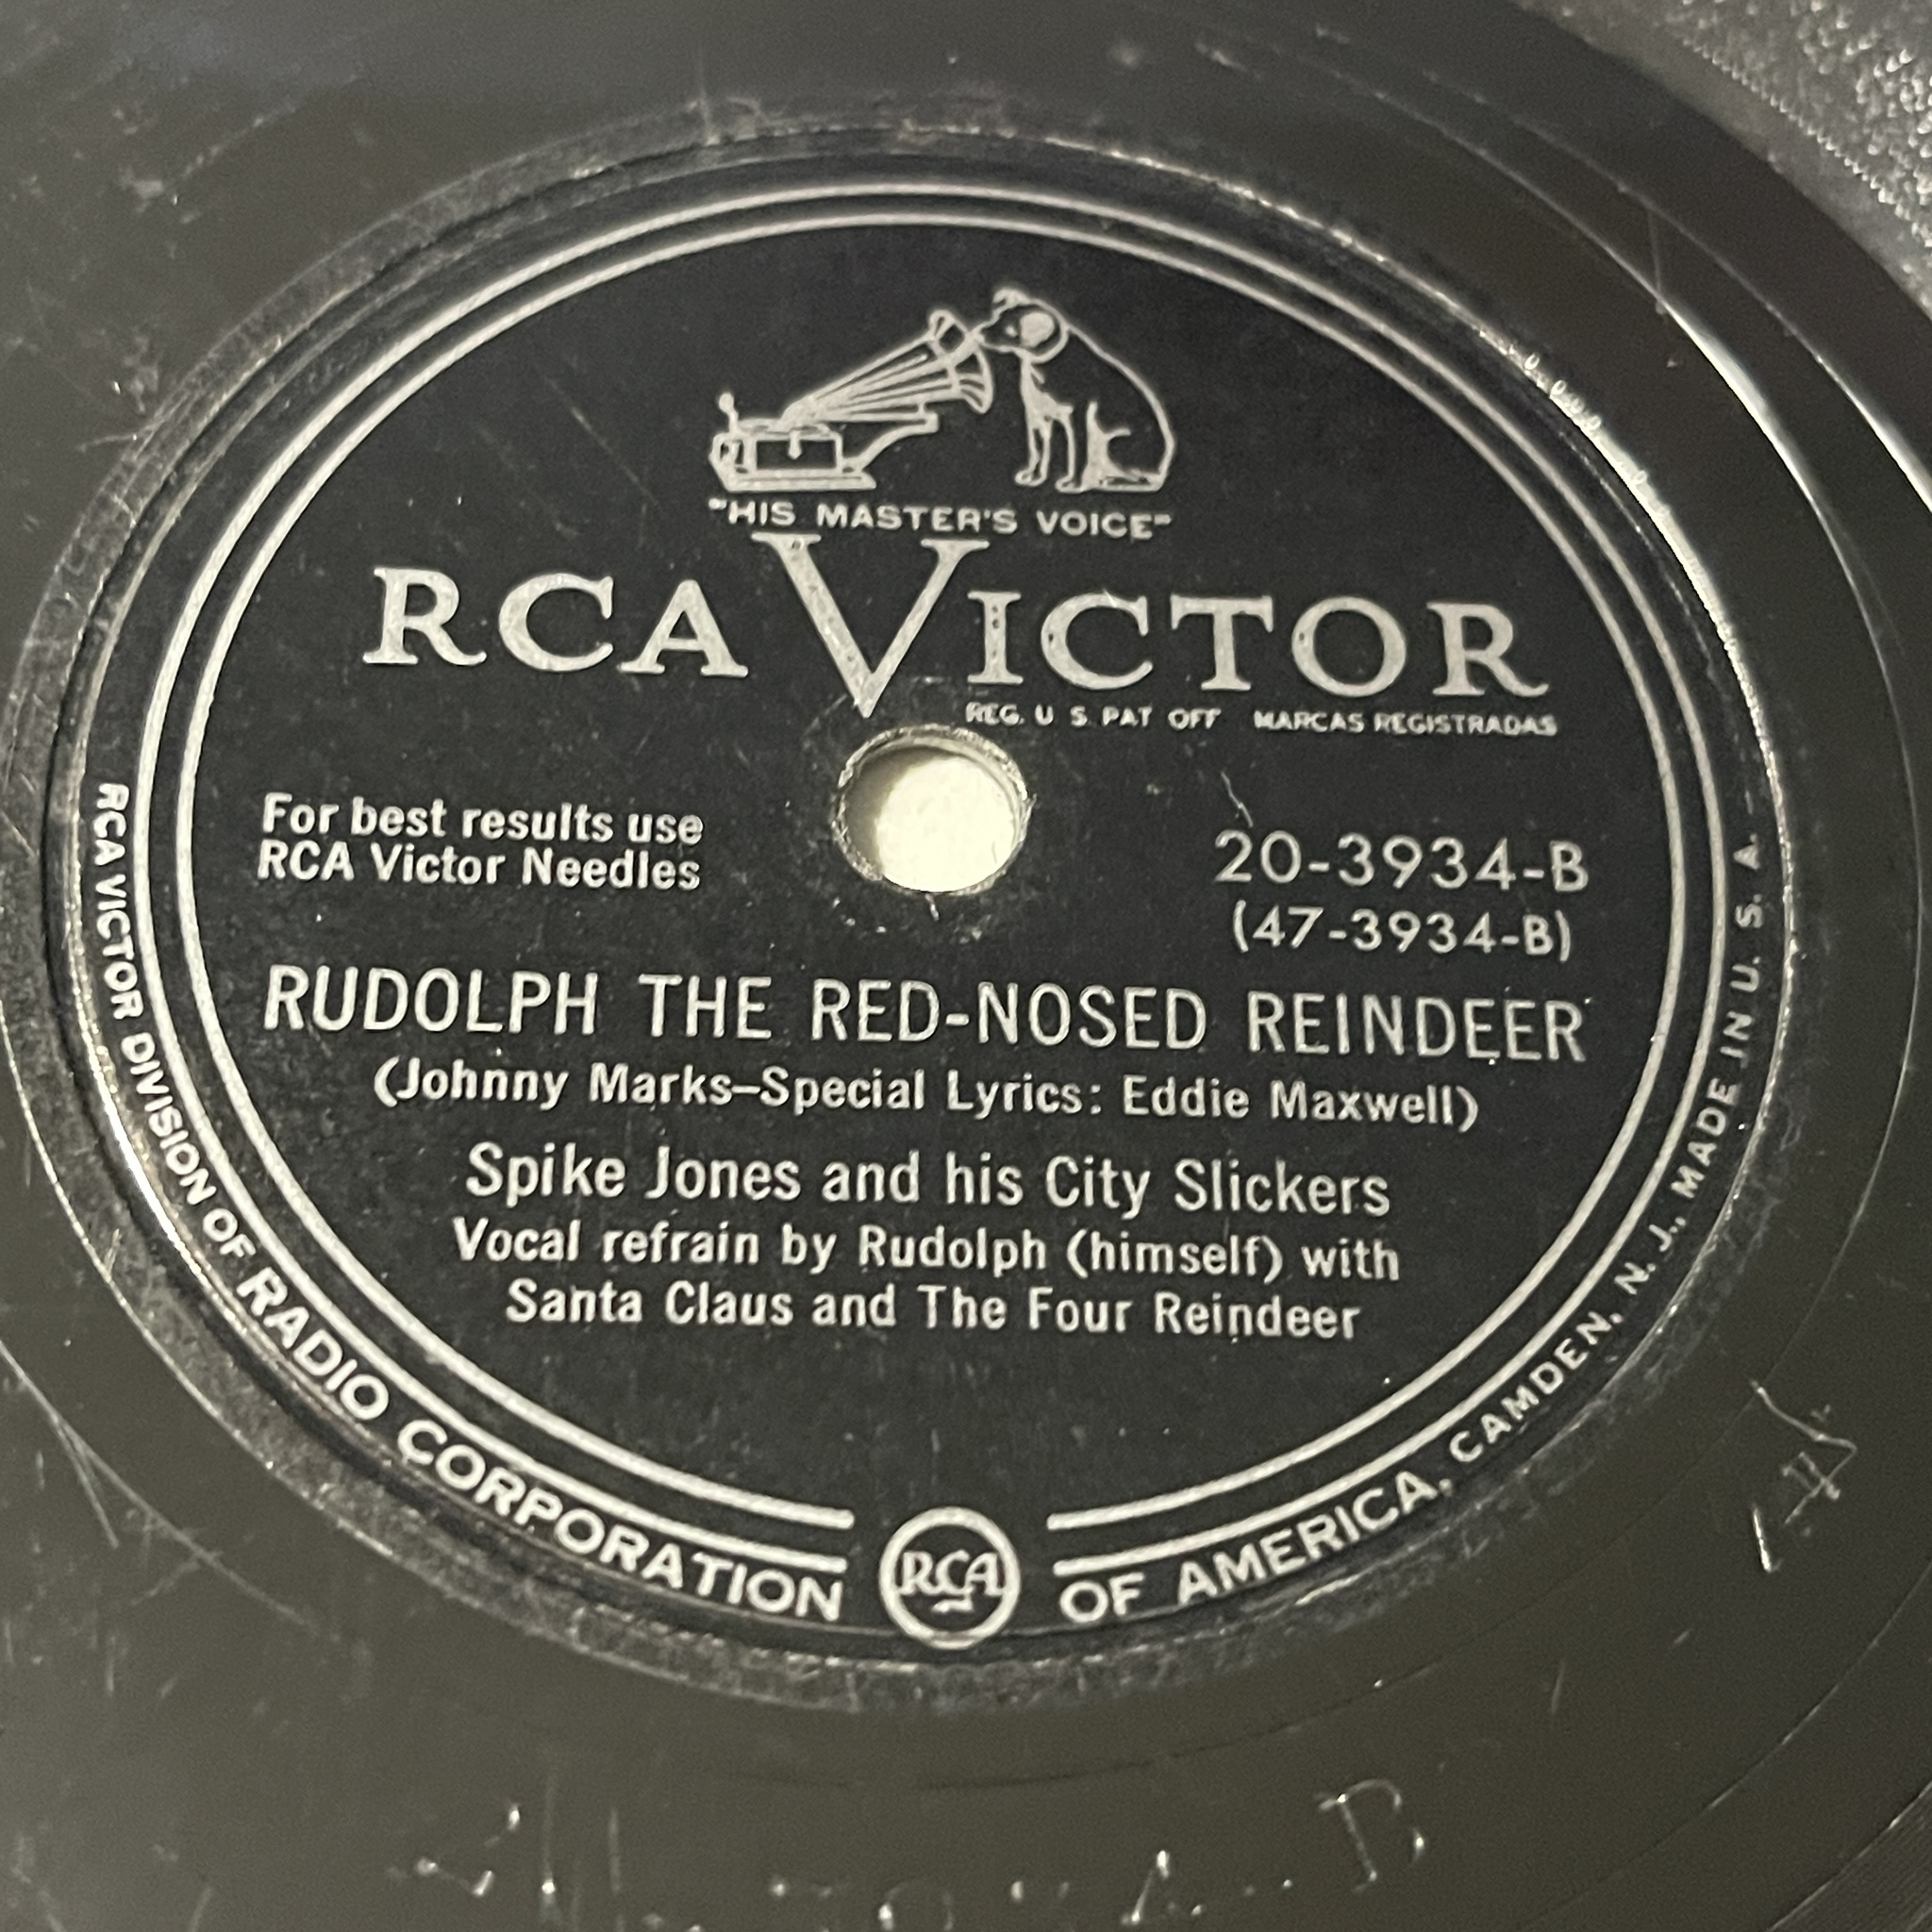 "HIS MASTER'S VOICE"
RCA VICTOR
REG. U S PAT OFF MARCAS REGISTRADAS
For best results use
RCA Victor Needles
20-3934-B
(47-3934-B)
RUDOLPH THE RED-NOSED REINDEER
(Johnny Marks–Special Lyrics: Eddie Maxwell)
Spike Jones and his City Slickers
Vocal refrain by Rudolph (himself) with
Santa Claus and The Four Reindeer
RCA VICTOR DIVISION OF RADIO CORPORATION OF AMERICA, CAMDEN, N. J., MADE IN U. S. A.
RCA